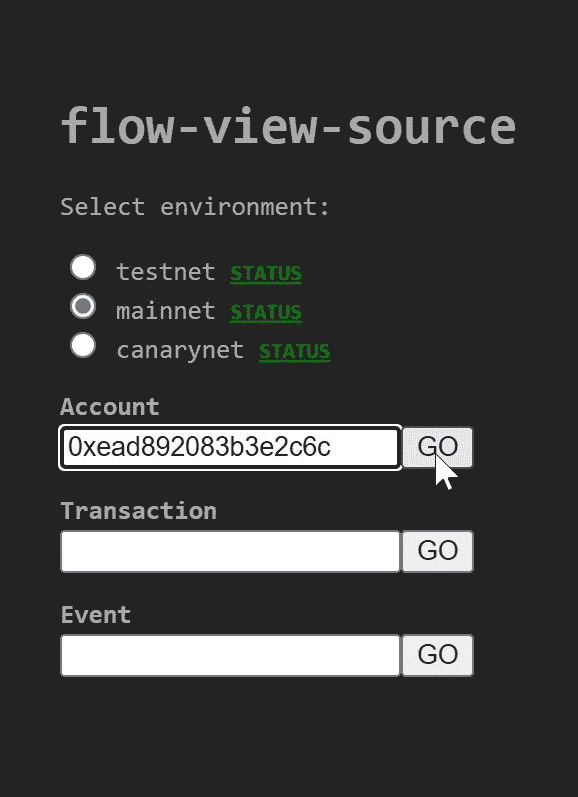 flow-view-source
Select environment:
testnet STATUS
mainnet STATUS
canarynet STATUS
Account
0xead892083b3e2c6c GO
Transaction
GO
Event
GO